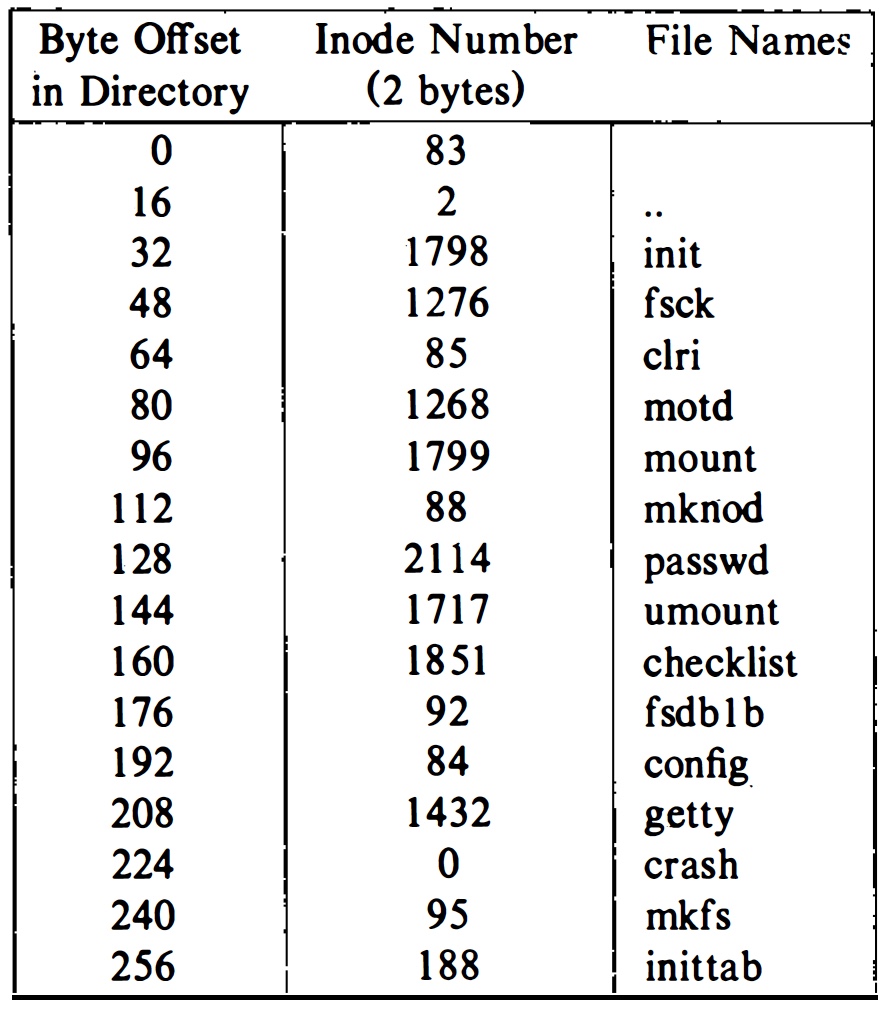 Byte Offset in Directory | Inode Number (2 bytes) | File Names
0 | 83 |
16 | 2 | ..
32 | 1798 | init
48 | 1276 | fsck
64 | 85 | clri
80 | 1268 | motd
96 | 1799 | mount
112 | 88 | mknod
128 | 2114 | passwd
144 | 1717 | umount
160 | 1851 | checklist
176 | 92 | fsdb1b
192 | 84 | config
208 | 1432 | getty
224 | 0 | crash
240 | 95 | mkfs
256 | 188 | inittab